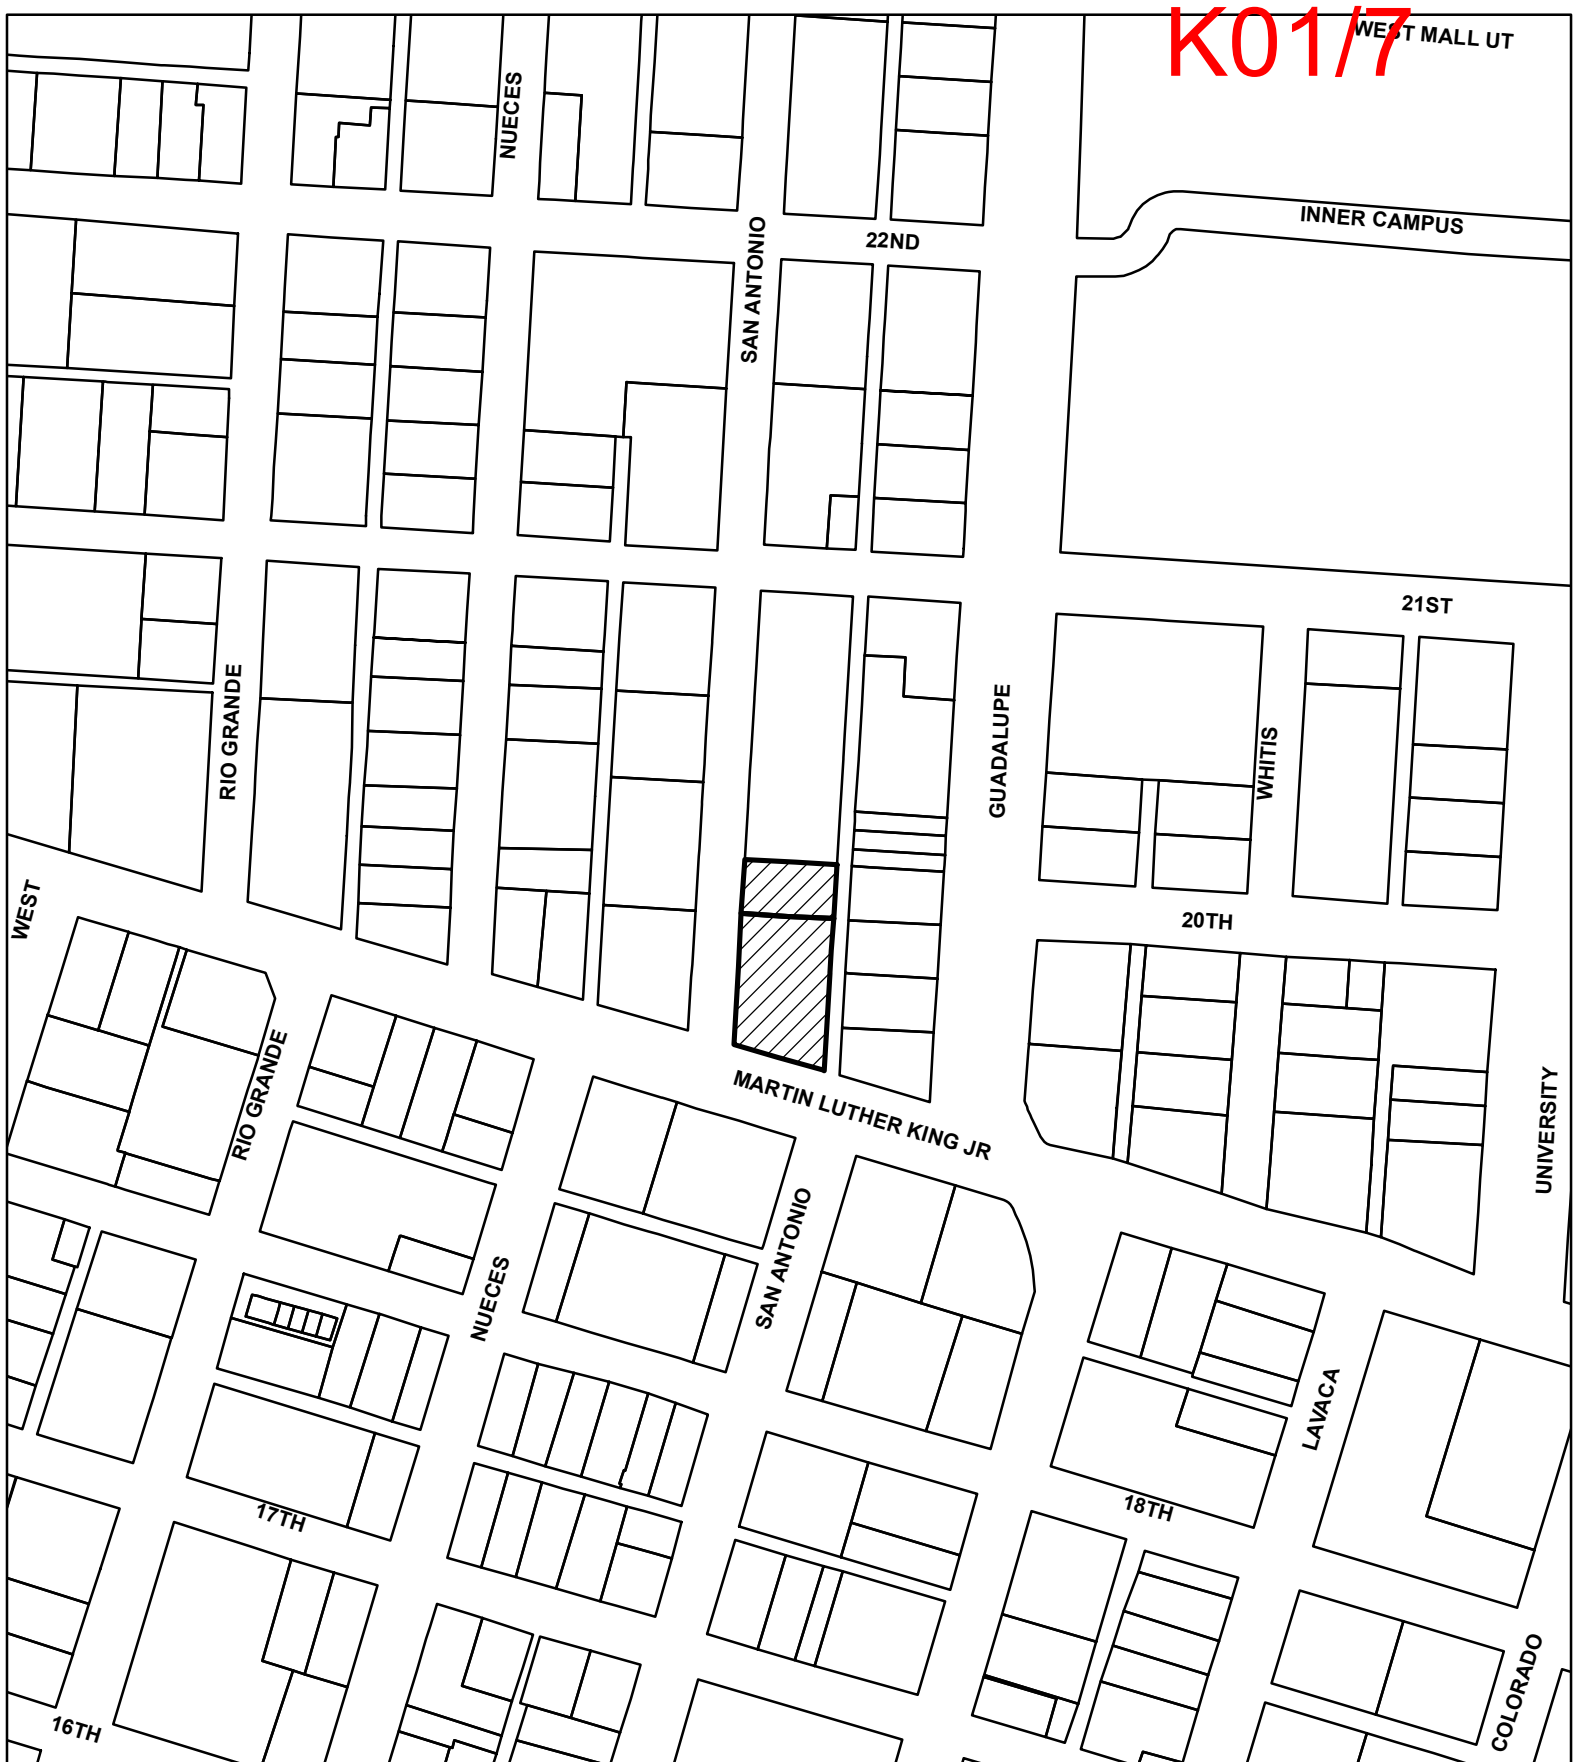 K01/7
WEST MALL UT
NUECES
INNER CAMPUS
SAN ANTONIO
22ND
21ST
RIO GRANDE
GUADALUPE
WHITIS
WEST
20TH
RIO GRANDE
MARTIN LUTHER KING JR
UNIVERSITY
SAN ANTONIO
NUECES
LAVACA
17TH
18TH
16TH
COLORADO